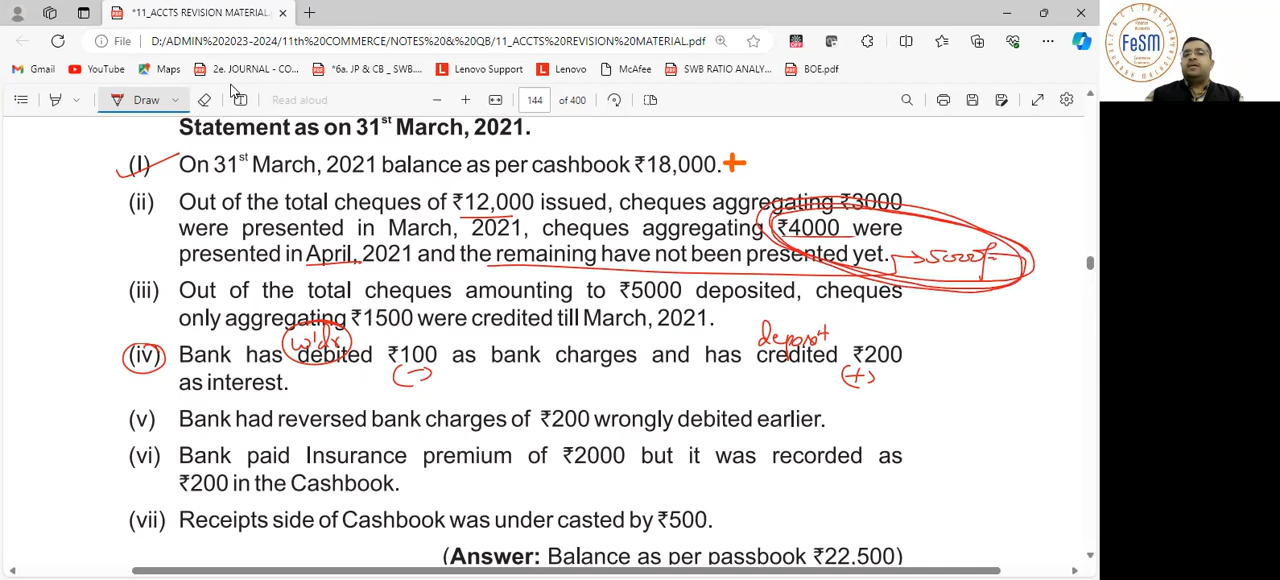 *11_ACCTS REVISION MATERIAL.pdf
File D:/ADMIN%202023-2024/11th%20COMMERCE/NOTES%20&%20QB/11_ACCTS%20REVISION%20MATERIAL.pdf
Gmail YouTube Maps 2e. JOURNAL - CO... *6a. JP & CB _ SWB.... Lenovo Support Lenovo McAfee SWB RATIO ANALY... BOE.pdf
Draw Read aloud 144 of 400
FeSM
Statement as on 31st March, 2021.
(I) On 31st March, 2021 balance as per cashbook ₹18,000. +
(ii) Out of the total cheques of ₹12,000 issued, cheques aggregating ₹3000
were presented in March, 2021, cheques aggregating ₹4000 were
presented in April, 2021 and the remaining have not been presented yet. → 5000/-
(iii) Out of the total cheques amounting to ₹5000 deposited, cheques
only aggregating ₹1500 were credited till March, 2021.
w'dr deposit
(iv) Bank has debited ₹100 as bank charges and has credited ₹200
(-) (+)
as interest.
(v) Bank had reversed bank charges of ₹200 wrongly debited earlier.
(vi) Bank paid Insurance premium of ₹2000 but it was recorded as
₹200 in the Cashbook.
(vii) Receipts side of Cashbook was under casted by ₹500.
(Answer: Balance as per passbook ₹22,500)